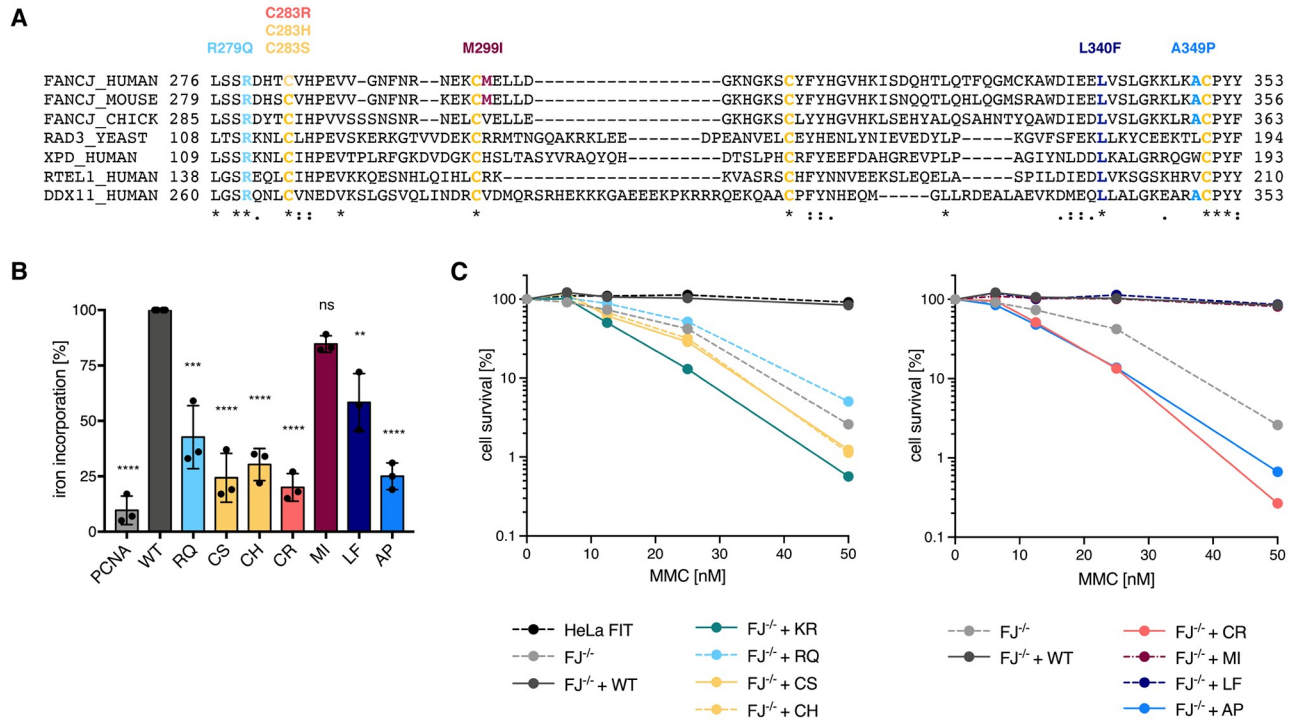 A
C283R
C283H
R279Q C283S M299I L340F A349P
FANCJ_HUMAN 276 LSSRDHTCVHPEVV-GNFNR--NEKCMELLD------------------GKNGKSCYFYHGVHKISDQHTLQTFQGMCKAWDIEELVSLGKKLKACPYY 353
FANCJ_MOUSE 279 LSSRDHSCVHPEVV-GNFNR--KEKCMELLD------------------GKHGKSCYFYHGVHKISNQQTLQHLQGMSRAWDIEDLVSLGRKLKACPYY 356
FANCJ_CHICK 285 LSSRDHTCIHPVVSSSNSNR--NELCVELLE------------------GKHGKSCLYYHGVHKLSEHYALQSAHNTYQAWDIEDLVSLGKKLRACPYF 363
RAD3_YEAST 108 LTSRKNLCLHPEVSKERKGTVVDEKCRRMTNGQAKRKLEE--------DPEANVELCEYHENLYNIEVEDYLP-----KGVFSFEKLLKYCEEKTLCPYF 194
XPD_HUMAN 109 LSSRKNLCIHPEVTPLRFGKDVDGKCHSLTASYVRAQYQH---------DTSLPHCRFYEEFDAHGREVPLP-----AGIYNLDDLKALGRRQGWCPYF 193
RTEL1_HUMAN 138 LGSREQLCIHPEVKKQESNHLQIHLCRK---------------------KVASRSCHFYNNVEEKSLEQELA-----SPILDIEDLVKSGSKHRVCPYY 210
DDX11_HUMAN 260 LGSRQNLCVNEDVKSLGSVQLINDRCVDMQRSRHEKKKGAEEEKPKRRRQEKQAACPFYNHEQM-----GLLRDEALAEVKDMEQLLALGKEARACPYY 353
* **. *:: * * * ::. * .::. * . ***:
B
iron incorporation [%]
100
75
50
25
0
****
***
****
****
****
ns
**
****
PCNA WT RQ CS CH CR MI LF AP
C
cell survival [%]
100
10
1
0.1
0 10 20 30 40 50
MMC [nM]
HeLa FIT
FJ-/-
FJ-/- + WT
FJ-/- + KR
FJ-/- + RQ
FJ-/- + CS
FJ-/- + CH
cell survival [%]
100
10
1
0.1
0 10 20 30 40 50
MMC [nM]
FJ-/-
FJ-/- + WT
FJ-/- + CR
FJ-/- + MI
FJ-/- + LF
FJ-/- + AP